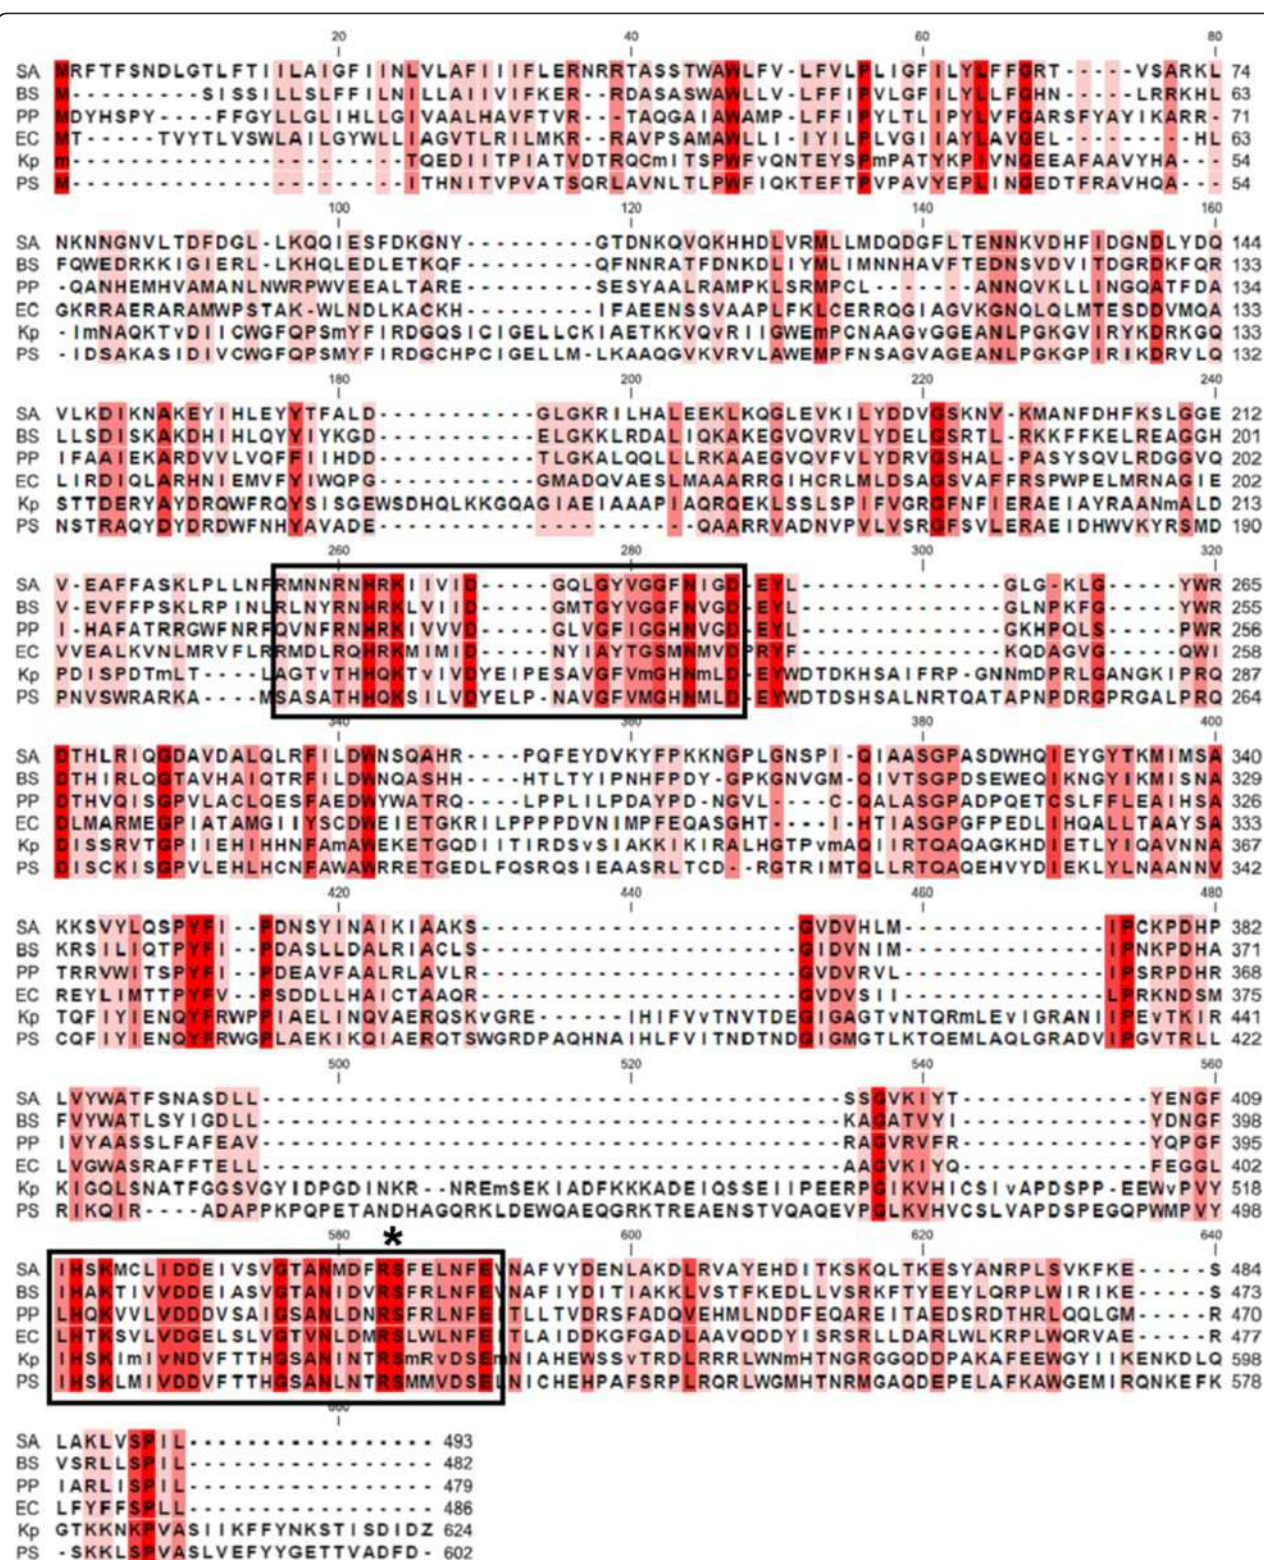 20 40 60 80
SA MRFTFSNDLGTLFTIILAIGFIINLVLAFIIIFLERNRRTASSTWAWLFV-LFVLPLIGFILYLFFGRT-----VSARKL 74
BS M----------SISSILLSLFFILNILLAIIVIFKER--RDASASWAWLLV-LFFIPVLGFILYLLFGHN-----LRRKHL 63
PP MDYHSPY----FFGYLLGLIHLLGIVAALHAVFTVR---TAQGAIAWAMP-LFFIPYLTLIPYLVFGARSFYAYIKARR- 71
EC MT-----TVYTLVSWLAILGYWLLIAGVTLRILMKR--RAVPSAMAWLLI-IYILPLVGIIAYLAVGEL---------HL 63
Kp m-----------------------TQEDIITPIATVDTRQCmITSPWFvQNTEYSPmPATYKPIVNGEEAFAAVYHA--- 54
PS M-----------------------ITHNITVPVATSQRLAVNLTLPWFIQKTEFTPVPAVYEPLINGEDTFRAVHQA--- 54
100 120 140 160
SA NKNNGNVLTDFDGL-LKQQIESFDKGNY---------GTDNKQVQKHHDLVRMLLMDQDGFLTENNKVDHFIDGNDLYDQ 144
BS FQWEDRKKIGIERL-LKHQLEDLETKQF---------QFNNRATFDNKDLIYMLIMNNHAVFTEDNSVDVITDGRDKFQR 133
PP -QANHEMHVAMANLNWRPWVEEALTARE---------SESYAALRAMPKLSRMPCL------ANNQVKLLINGQATFDA 134
EC GKRRAERARAMWPSTAK-WLNDLKACKH---------IFAEENSSVAAPLFKLCERRQGIAGVKGNQLQLMTESDDVMQA 133
Kp -ImNAQKTvDIICWGFQPSmYFIRDGQSICIGELLCKIAETKKVQvRIIGWEmPCNAAGvGGEANLPGKGVIRYKDRKGQ 133
PS -IDSAKASIDIVCWGFQPSMYFIRDGCHPCIGELLM-LKAAQGVKVRVLAWEMPFNSAGVAGEANLPGKGPIRIKDRVLQ 132
180 200 220 240
SA VLKDIKNAKEYIHLEYYTFALD-----------GLGKRILHALEEKLKQGLEVKILYDDVGSKNV-KMANFDHFKSLGGE 212
BS LLSDISKAKDHIHLQYYIYKGD-----------ELGKKLRDALIQKAKEGVQVRVLYDELGSRTL-RKKFFKELREAGGH 201
PP IFAAIEKARDVVLVQFFIIHDD-----------TLGKALQQLLLRKAAEGVQVFVLYDRVGSHAL-PASYSQVLRDGGVQ 202
EC LIRDIQLARHNIEMVFYIWQPG-----------GMADQVAESLMAAARRGIHCRLMLDSAGSVAFFRSPWPELMRNAGIE 202
Kp STTDERYAYDRQWFRQYSISGEWSDHQLKKGQAGIAEIAAAPIAQRQEKLSSLSPIFVGRGFNFIERAEIAYRAANmALD 213
PS NSTRAQYDYDRDWFNHYAVADE----------------------QAARRVADNVPVLVSRGFSVLERAEIDHWVKYRSMD 190
260 280 300 320
SA V-EAFFASKLPLLNFRMNNRNHRKIIVID-----GQLGYVGGFNIGD-EYL--------------GLG-KLG-----YWR 265
BS V-EVFFPSKLRPINLRLNYRNHRKLVIID-----GMTGYVGGFNVGD-EYL--------------GLNPKFG-----YWR 255
PP I-HAFATRRGWFNRFQVNFRNHRKIVVVD-----GLVGFIGGHNVGD-EYL--------------GKHPQLS-----PWR 256
EC VVEALKVNLMRVFLRRMDLRQHRKMIMID-----NYIAYTGSMNMVDPRYF--------------KQDAGVG-----QWI 258
Kp PDISPDTmLT----LAGTvTHHQKTvIVDYEIPESAVGFVmGHNmLD-EYWDTDKHSAIFRP-GNNmDPRLGANGKIPRQ 287
PS PNVSWRARKA----MSASATHHQKSILVDYELP-NAVGFVMGHNMLD-EYWDTDSHSALNRTQATAPNPDRGPRGALPRQ 264
340 360 380 400
SA DTHLRIQGDAVDALQLRFILDWNSQAHR----PQFEYDVKYFPKKNGPLGNSPI-QIAASGPASDWHQIEYGYTKMIMSA 340
BS DTHIRLQGTAVHAIQTRFILDWNQASHH----HTLTYIPNHFPDY-GPKGNVGM-QIVTSGPDSEWEQIKNGYIKMISNA 329
PP DTHVQISGPVLACLQESFAEDWYWATRQ----LPPLILPDAYPD-NGVL----C-QALASGPADPQETCSLFFLEAIHSA 326
EC DLMARMEGPIATAMGIIYSCDWEIETGKRILPPPPDVNIMPFEQASGHT----I-HTIASGPGFPEDLIHQALLTAAYSA 333
Kp DISSRVTGPIIEHIHHNFAmAWEKETGQDIITIRDSvSIAKKIKIRALHGTPvmAQIIRTQAQAGKHDIETLYIQAVNNA 367
PS DISCKISGPVLEHLHCNFAWAWRRETGEDLFQSRQSIEAASRLTCD--RGTRIMTQLLRTQAQEHVYDIEKLYLNAANNV 342
420 440 460 480
SA KKSVYLQSPYFI--PDNSYINAIKIAAKS----------------------GVDVHLM--------------IPCKPDHP 382
BS KRSILIQTPYFI--PDASLLDALRIACLS----------------------GIDVNIM--------------IPNKPDHA 371
PP TRRVWITSPYFI--PDEAVFAALRLAVLR----------------------GVDVRVL--------------IPSRPDHR 368
EC REYLIMTTPYFV--PSDDLLHAICTAAQR----------------------GVDVSII--------------LPRKNDSM 375
Kp TQFIYIENQYFRWPPIAELINQVAERQSKvGRE------IHIFVvTNVTDEGIGAGTvNTQRmLEvIGRANIIPEvTKIR 441
PS CQFIYIENQYFRWGPLAEKIKQIAERQTSWGRDPAQHNAIHLFVITNDTNDGIGMGTLKTQEMLAQLGRADVIPGVTRLL 422
500 520 540 560
SA LVYWATFSNASDLL----------------------------------------SSGVKIYT-------------YENGF 409
BS FVYWATLSYIGDLL----------------------------------------KAGATVYI-------------YDNGF 398
PP IVYAASSLFAFEAV----------------------------------------RAGVRVFR-------------YQPGF 395
EC LVGWASRAFFTELL----------------------------------------AAGVKIYQ-------------FEGGL 402
Kp KIGQLSNATFGGSVGYIDPGDINKR--NREmSEKIADFKKKADEIQSSEIIPEERPGIKVHICSIvAPDSPP-EEWvPVY 518
PS RIKQIR----ADAPPKPQPETANDHAGQRKLDEWQAEQGRKTREAENSTVQAQEVPGLKVHVCSLVAPDSPEGQPWMPVY 498
580 * 600 620 640
SA IHSKMCLIDDEIVSVGTANMDFRSFELNFEVNAFVYDENLAKDLRVAYEHDITKSKQLTKESYANRPLSVKFKE-----S 484
BS IHAKTIVVDDEIASVGTANIDVRSFRLNFEVNAFIYDITIAKKLVSTFKEDLLVSRKFTYEEYLQRPLWIRIKE-----S 473
PP LHQKVVLVDDDVSAIGSANLDNRSFRLNFEITLLTVDRSFADQVEHMLNDDFEQAREITAEDSRDTHRLQQLGM-----R 470
EC LHTKSVLVDGELSLVGTVNLDMRSLWLNFEITLAIDDKGFGADLAAVQDDYISRSRLLDARLWLKRPLWQRVAE-----R 477
Kp IHSKImIvNDVFTTHGSANINTRSmRvDSEmNIAHEWSSvTRDLRRRLWNmHTNGRGGQDDPAKAFEEWGYIIKENKDLQ 598
PS IHSKLMIVDDVFTTHGSANLNTRSMMVDSELNICHEHPAFSRPLRQRLWGMHTNRMGAQDEPELAFKAWGEMIRQNKEFK 578
660
SA LAKLVSPIL----------------- 493
BS VSRLLSPIL----------------- 482
PP IARLISPIL----------------- 479
EC LFYFFSPLL----------------- 486
Kp GTKKNKPVASIIKFFYNKSTISDIDZ 624
PS -SKKLSPVASLVEFYYGETTVADFD- 602